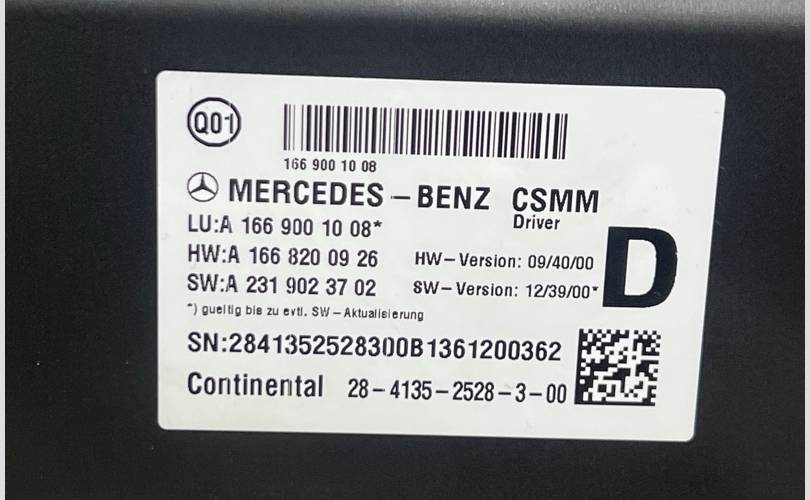 Q01
166 900 10 08
MERCEDES-BENZ CSMM
Driver
LU:A 166 900 10 08*
HW:A 166 820 09 26 HW-Version: 09/40/00
SW:A 231 902 37 02 SW-Version: 12/39/00*
D
*) gueltig bis zu evtl. SW-Aktualisierung
SN:2841352528300B1361200362
Continental 28-4135-2528-3-00